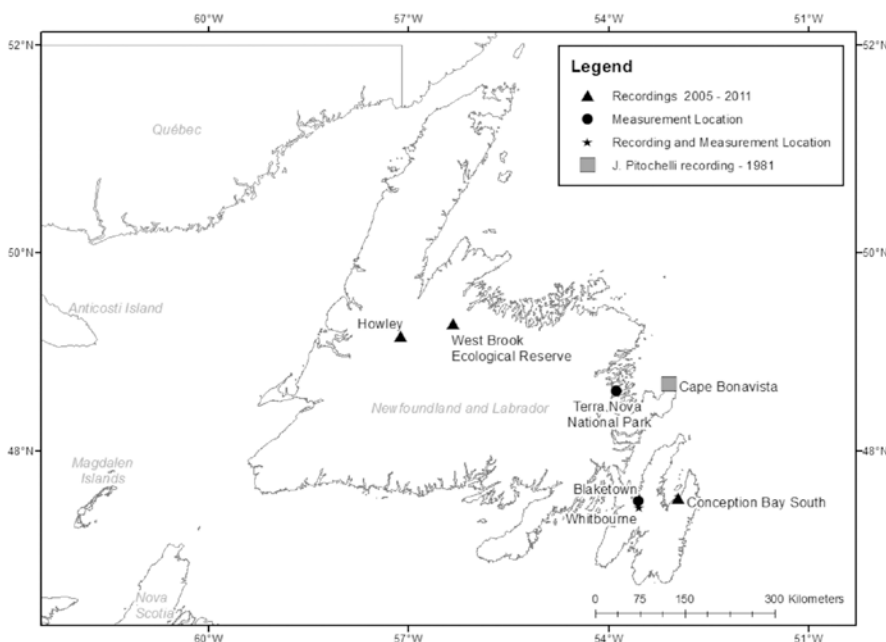 60°W 57°W 54°W 51°W
52°N 52°N
Legend
Recordings 2005 - 2011
Measurement Location
Recording and Measurement Location
J. Pitochelli recording - 1981
Québec
50°N 50°N
Anticosti Island
Howley
West Brook
Ecological Reserve
Cape Bonavista
Newfoundland and Labrador
Terra Nova
National Park
48°N 48°N
Magdalen
Islands
Blaketown
Conception Bay South
Whitbourne
Nova
Scotia
0 75 150 300 Kilometers
60°W 57°W 54°W 51°W